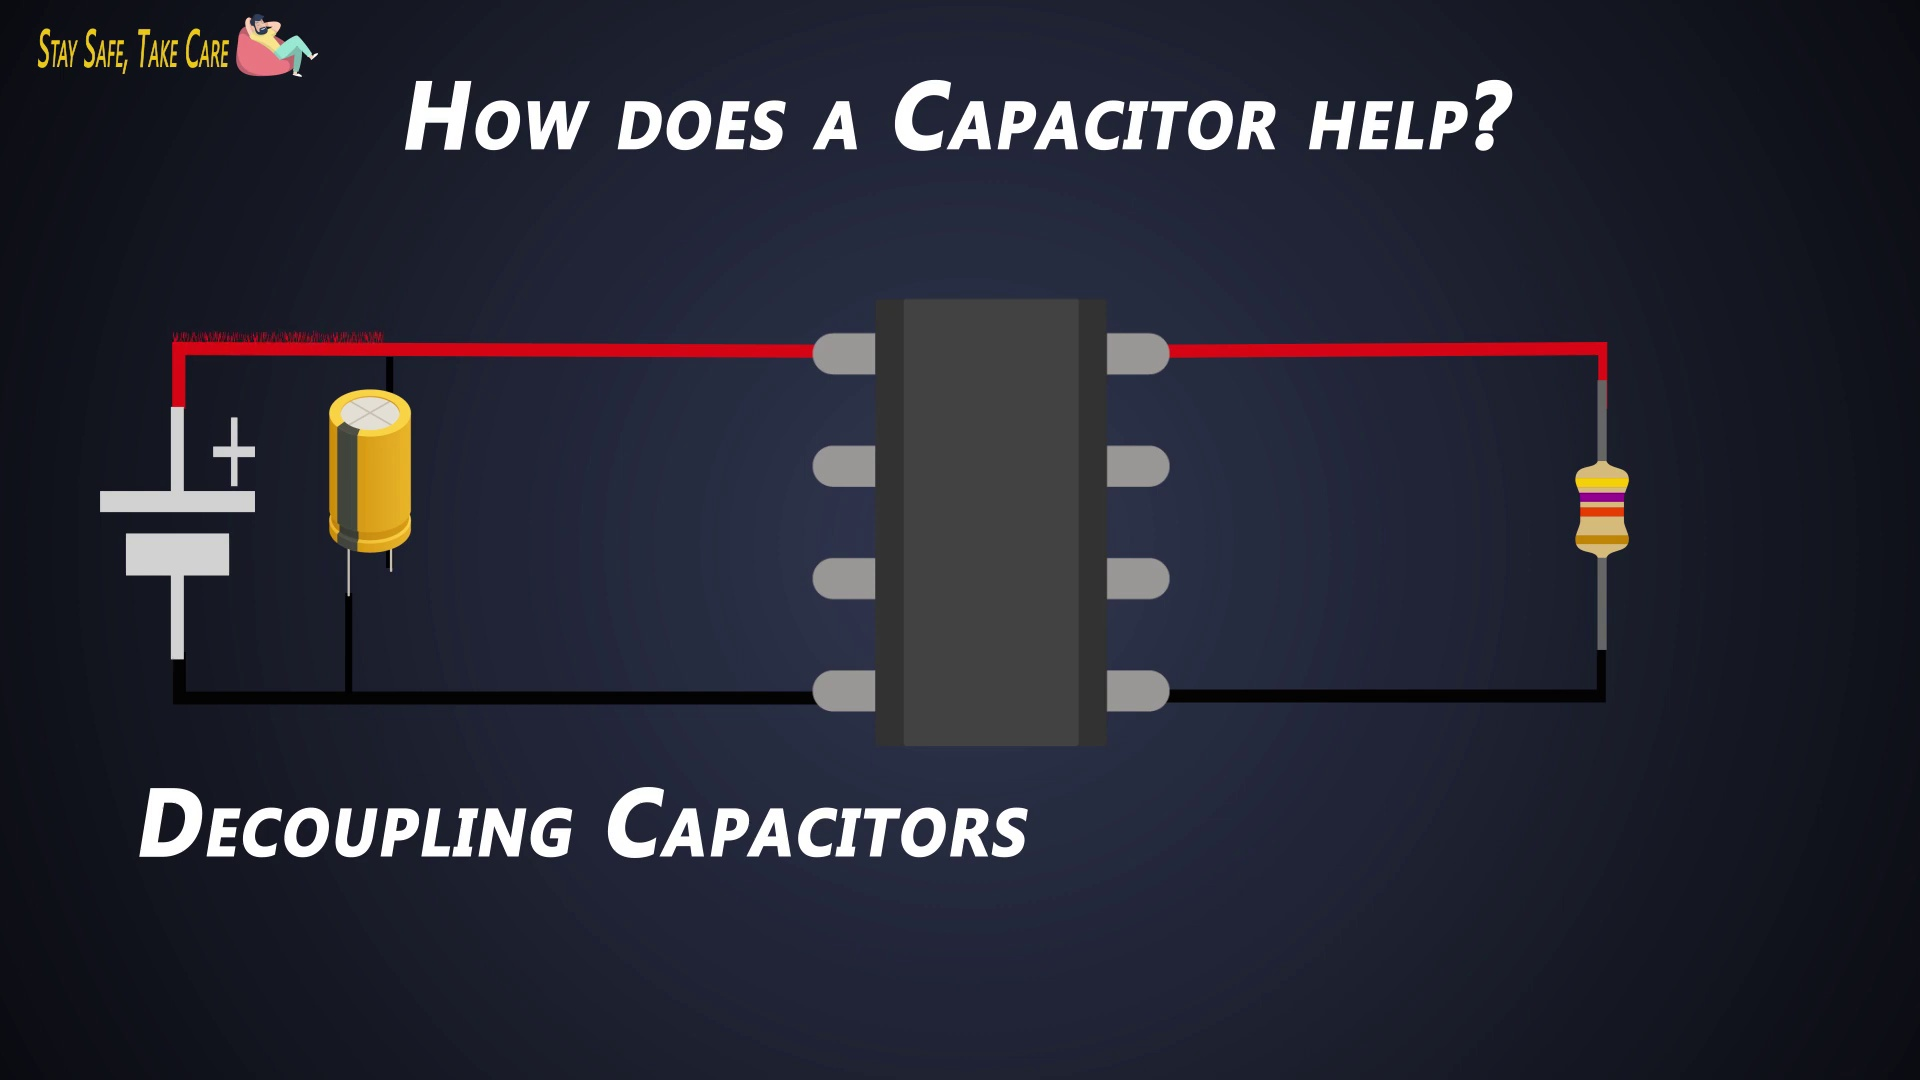 Stay Safe, Take Care
How does a Capacitor help?
+
Decoupling Capacitors